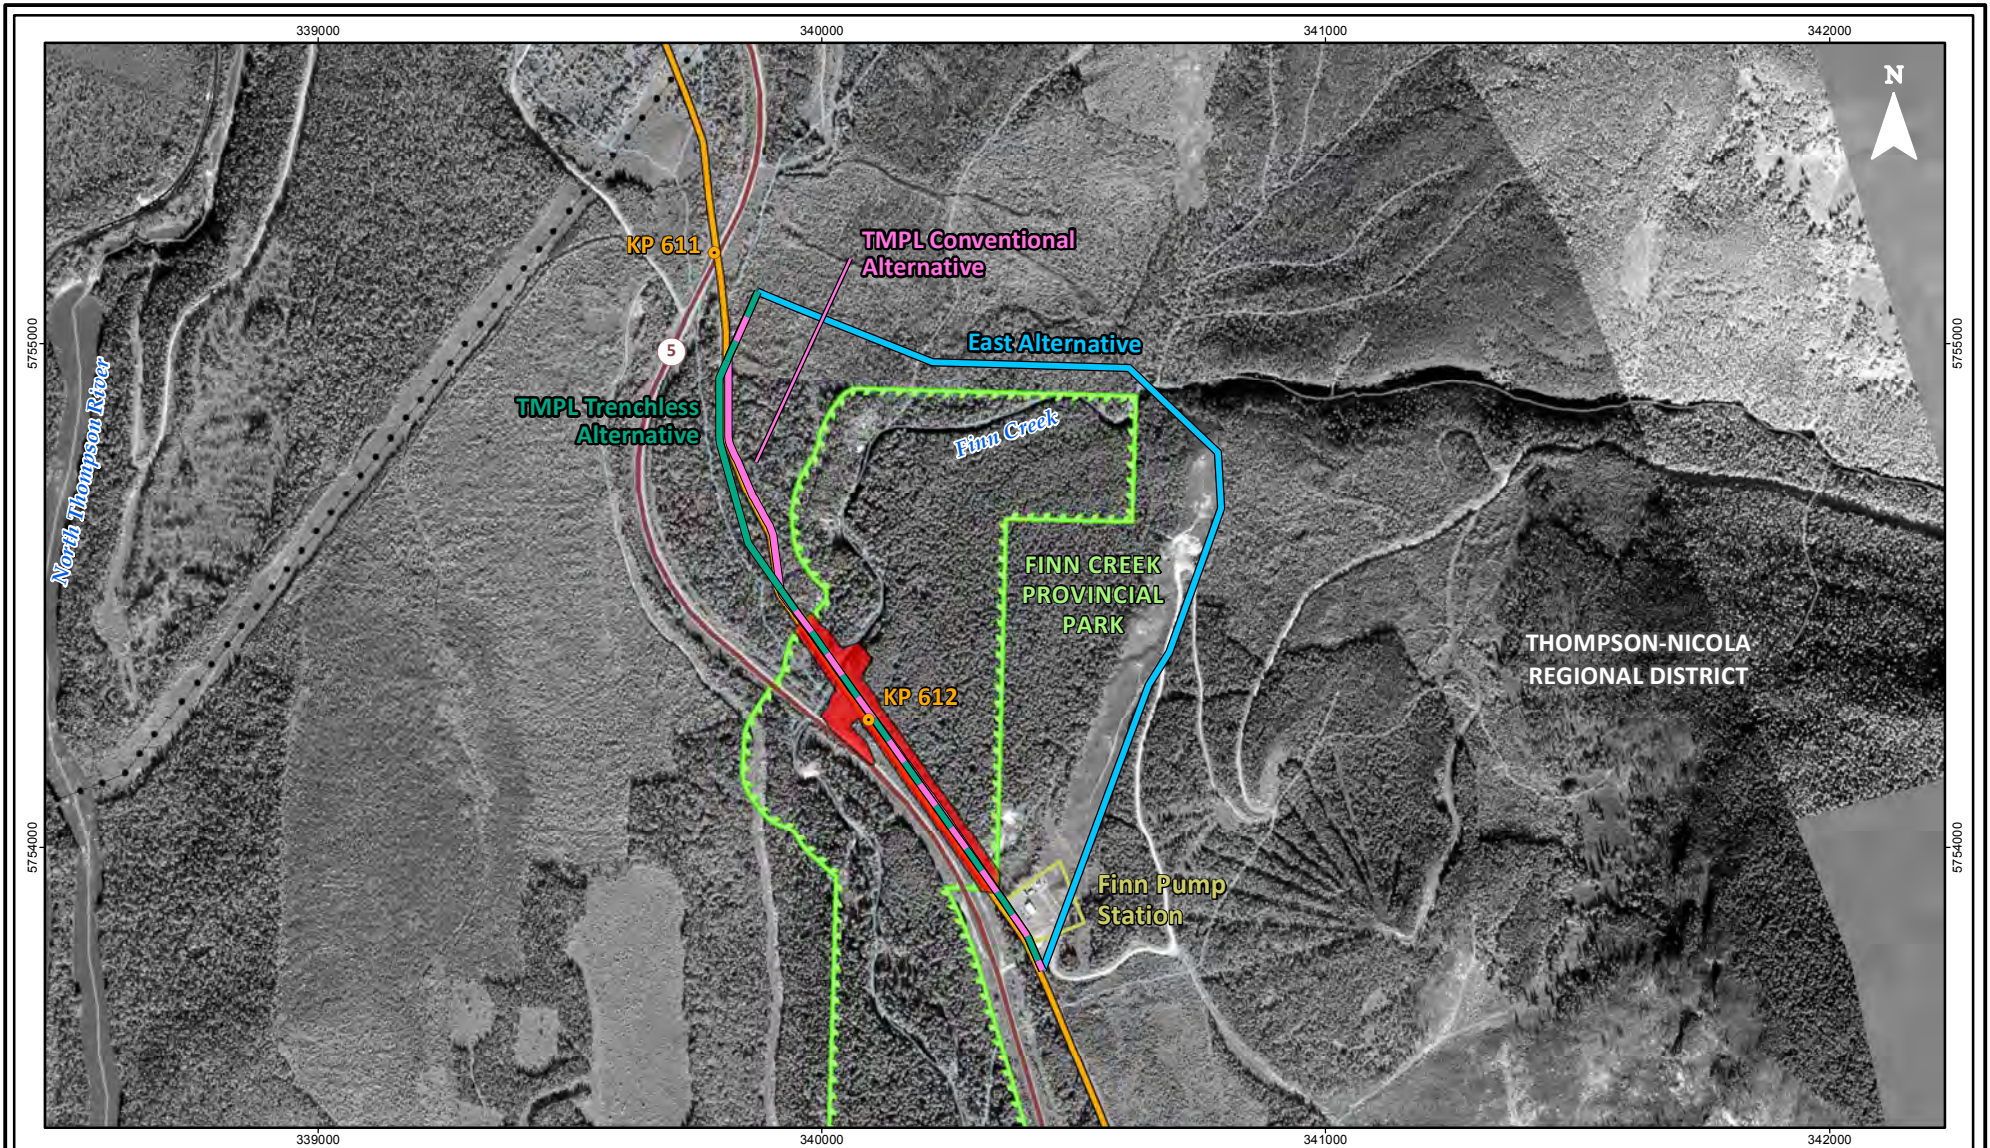 339000
340000
341000
342000
N
KP 611
TMPL Conventional
Alternative
5755000
5755000
5
East Alternative
TMPL Trenchless
Alternative
Finn Creek
North Thompson River
FINN CREEK
PROVINCIAL
PARK
THOMPSON-NICOLA
REGIONAL DISTRICT
KP 612
5754000
5754000
Finn Pump
Station
339000
340000
341000
342000